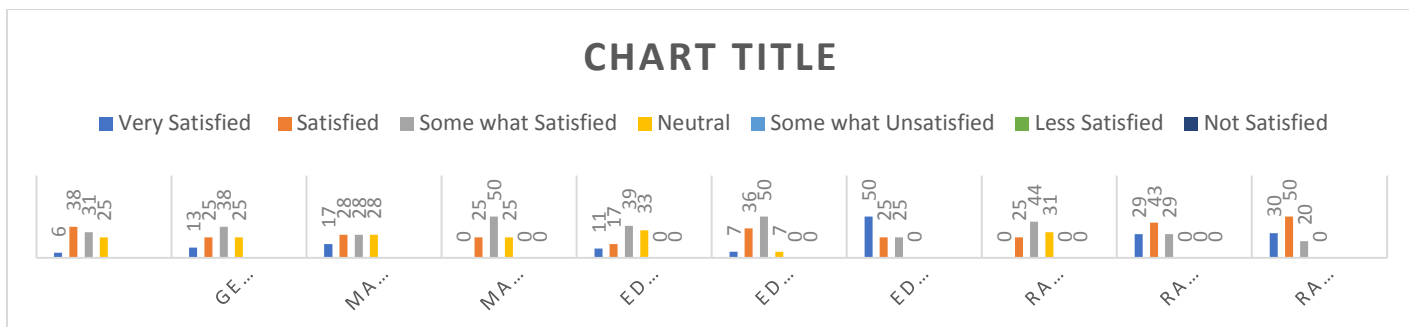 CHART TITLE
Very Satisfied Satisfied Some what Satisfied Neutral Some what Unsatisfied Less Satisfied Not Satisfied
6 38 31 25
13 25 38 25
17 28 28 28
0 25 50 25 0 0
11 17 39 33 0 0
7 36 50 7 0 0
50 25 25 0
0 25 44 31 0 0
29 43 29 0 0 0
30 50 20 0
GE... MA... MA... ED... ED... ED... RA... RA... RA...